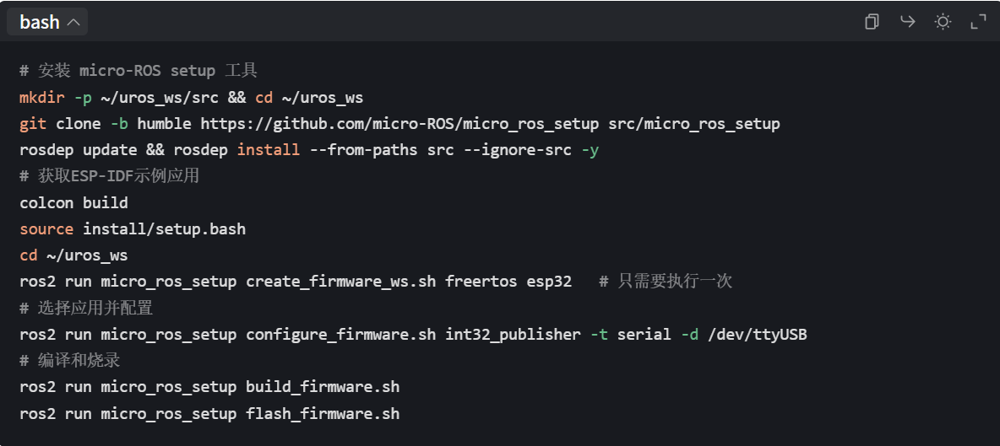 bash
# 安装 micro-ROS setup 工具
mkdir -p ~/uros_ws/src && cd ~/uros_ws
git clone -b humble https://github.com/micro-ROS/micro_ros_setup src/micro_ros_setup
rosdep update && rosdep install --from-paths src --ignore-src -y
# 获取ESP-IDF示例应用
colcon build
source install/setup.bash
cd ~/uros_ws
ros2 run micro_ros_setup create_firmware_ws.sh freertos esp32   # 只需要执行一次
# 选择应用并配置
ros2 run micro_ros_setup configure_firmware.sh int32_publisher -t serial -d /dev/ttyUSB
# 编译和烧录
ros2 run micro_ros_setup build_firmware.sh
ros2 run micro_ros_setup flash_firmware.sh